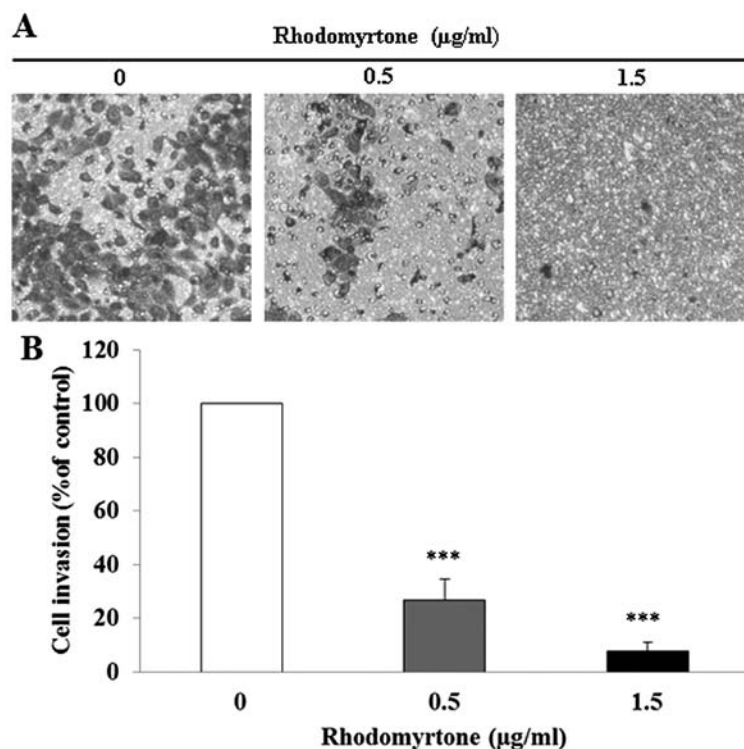 A
Rhodomyrtone (µg/ml)
0 0.5 1.5
B
120
100
80
60
40
20
0
Cell invasion (% of control)
***
***
0 0.5 1.5
Rhodomyrtone (µg/ml)